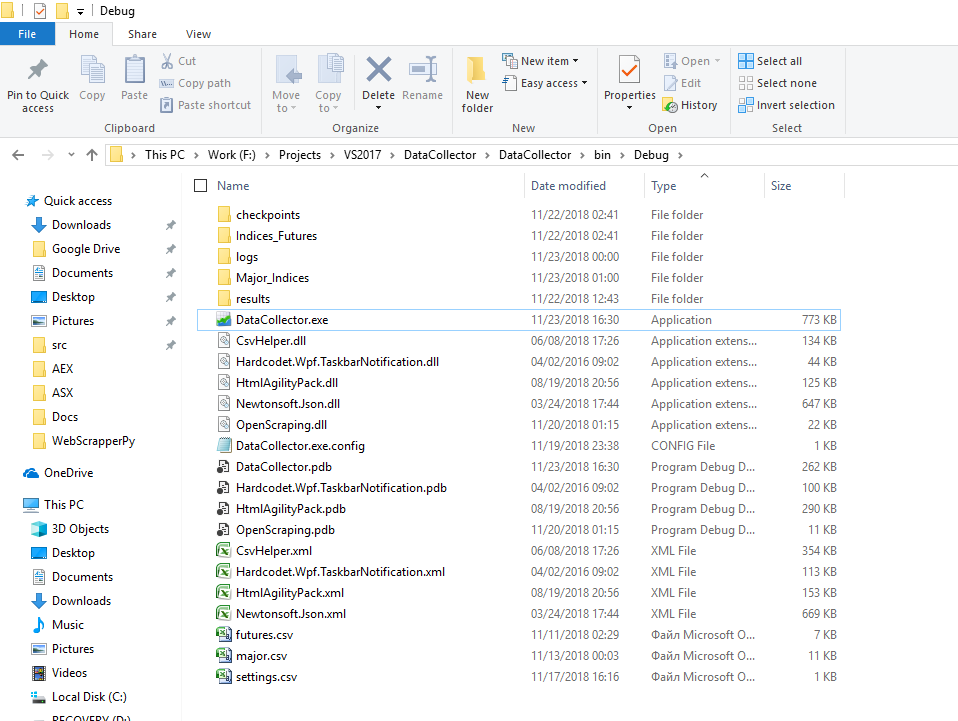 Debug
File Home Share View
Pin to Quick access
Copy
Paste
Cut
Copy path
Paste shortcut
Clipboard
Move to
Copy to
Delete
Rename
Organize
New folder
New item
Easy access
New
Properties
Open
Edit
History
Open
Select all
Select none
Invert selection
Select
This PC > Work (F:) > Projects > VS2017 > DataCollector > DataCollector > bin > Debug >
Quick access
Downloads
Google Drive
Documents
Desktop
Pictures
src
AEX
ASX
Docs
WebScrapperPy
OneDrive
This PC
3D Objects
Desktop
Documents
Downloads
Music
Pictures
Videos
Local Disk (C:)
RECOVERY (D:)
Name Date modified Type Size
checkpoints 11/22/2018 02:41 File folder
Indices_Futures 11/22/2018 02:41 File folder
logs 11/23/2018 00:00 File folder
Major_Indices 11/23/2018 01:00 File folder
results 11/22/2018 12:43 File folder
DataCollector.exe 11/23/2018 16:30 Application 773 KB
CsvHelper.dll 06/08/2018 17:26 Application extens... 134 KB
Hardcodet.Wpf.TaskbarNotification.dll 04/02/2016 09:02 Application extens... 44 KB
HtmlAgilityPack.dll 08/19/2018 20:56 Application extens... 125 KB
Newtonsoft.Json.dll 03/24/2018 17:44 Application extens... 647 KB
OpenScraping.dll 11/20/2018 01:15 Application extens... 22 KB
DataCollector.exe.config 11/19/2018 23:38 CONFIG File 1 KB
DataCollector.pdb 11/23/2018 16:30 Program Debug D... 262 KB
Hardcodet.Wpf.TaskbarNotification.pdb 04/02/2016 09:02 Program Debug D... 100 KB
HtmlAgilityPack.pdb 08/19/2018 20:56 Program Debug D... 290 KB
OpenScraping.pdb 11/20/2018 01:15 Program Debug D... 11 KB
CsvHelper.xml 06/08/2018 17:26 XML File 354 KB
Hardcodet.Wpf.TaskbarNotification.xml 04/02/2016 09:02 XML File 113 KB
HtmlAgilityPack.xml 08/19/2018 20:56 XML File 153 KB
Newtonsoft.Json.xml 03/24/2018 17:44 XML File 669 KB
futures.csv 11/11/2018 02:29 Файл Microsoft O... 7 KB
major.csv 11/13/2018 00:03 Файл Microsoft O... 11 KB
settings.csv 11/17/2018 16:16 Файл Microsoft O... 1 KB